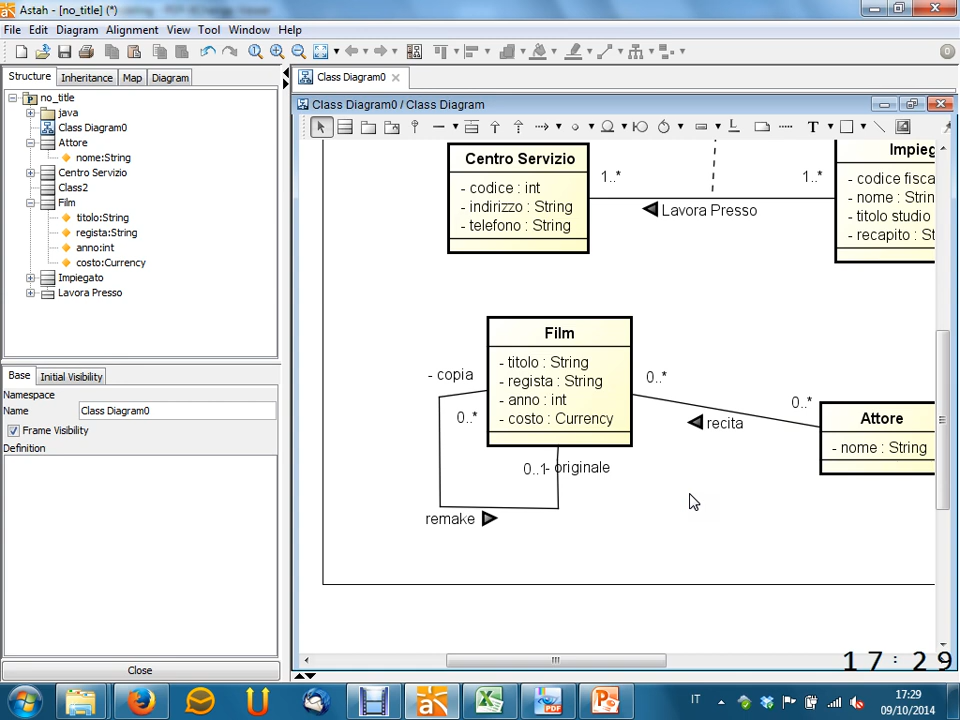 Astah - [no_title] (*)
File Edit Diagram Alignment View Tool Window Help
Structure Inheritance Map Diagram
no_title
java
Class Diagram0
Attore
nome:String
Centro Servizio
Class2
Film
titolo:String
regista:String
anno:int
costo:Currency
Impiegato
Lavora Presso
Base Initial Visibility
Namespace
Name Class Diagram0
Frame Visibility
Definition
Close
Class Diagram0
Class Diagram0 / Class Diagram
T
Centro Servizio
- codice : int
- indirizzo : String
- telefono : String
1..*
1..*
Lavora Presso
Impieg
- codice fisca
- nome : Strin
- titolo studio
- recapito : St
Film
- titolo : String
- regista : String
- anno : int
- costo : Currency
- copia
0..*
0..1
- originale
remake
0..*
0..*
recita
Attore
- nome : String
17:29
IT
17:29
09/10/2014